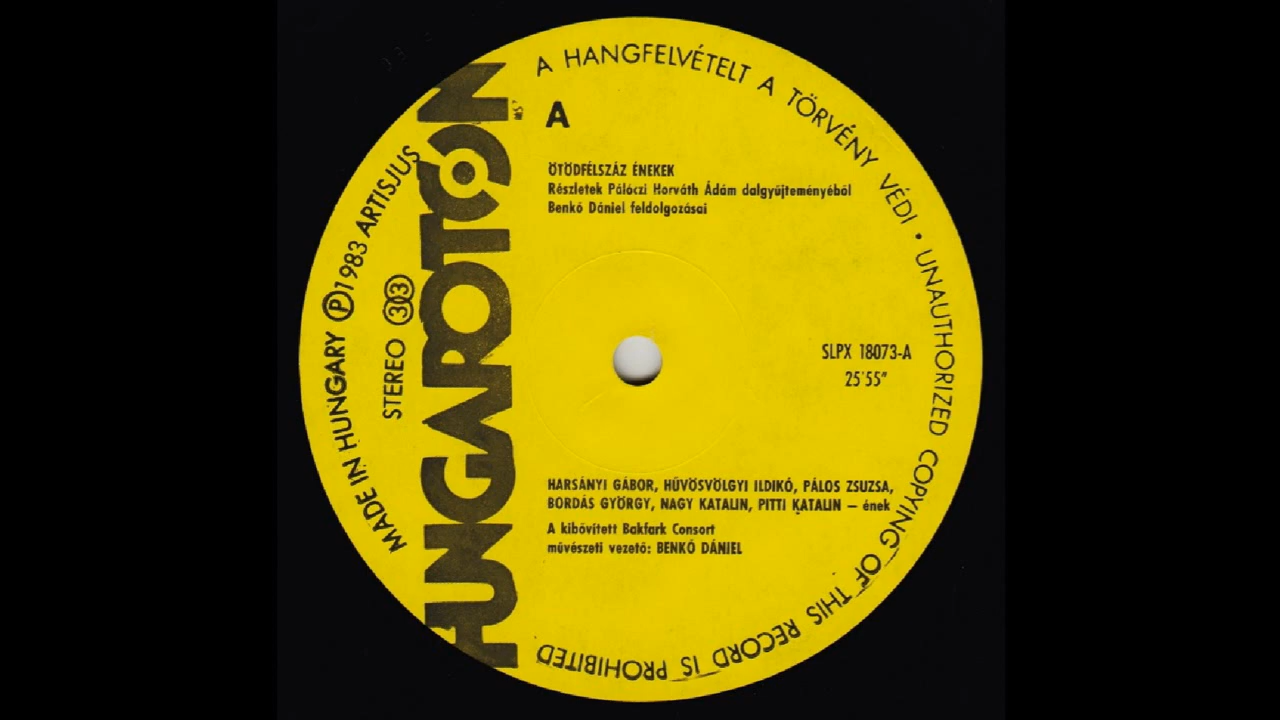 A HANGFELVÉTELT A TÖRVÉNY VÉDI • UNAUTHORIZED COPYING OF THIS RECORD IS PROHIBITED
MADE IN HUNGARY Ⓟ 1983 ARTISJUS
STEREO 33
HUNGAROTON
A
ÖTÖDFÉLSZÁZ ÉNEKEK
Részletek Pálóczi Horváth Ádám dalgyűjteményéből
Benkő Dániel feldolgozásai
SLPX 18073-A
25'55"
HARSÁNYI GÁBOR, HŰVÖSVÖLGYI ILDIKÓ, PÁLOS ZSUZSA,
BORDÁS GYÖRGY, NAGY KATALIN, PITTI KATALIN – ének
A kibővített Bakfark Consort
művészeti vezető: BENKŐ DÁNIEL